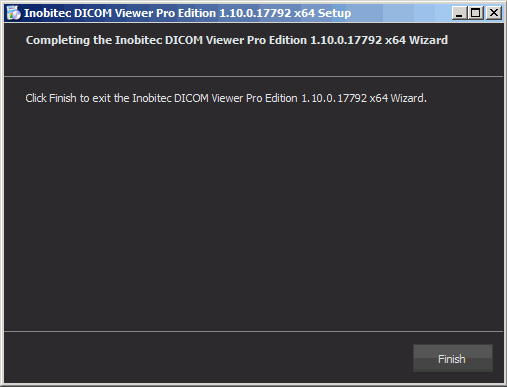 Inobitec DICOM Viewer Pro Edition 1.10.0.17792 x64 Setup
Completing the Inobitec DICOM Viewer Pro Edition 1.10.0.17792 x64 Wizard
Click Finish to exit the Inobitec DICOM Viewer Pro Edition 1.10.0.17792 x64 Wizard.
Finish